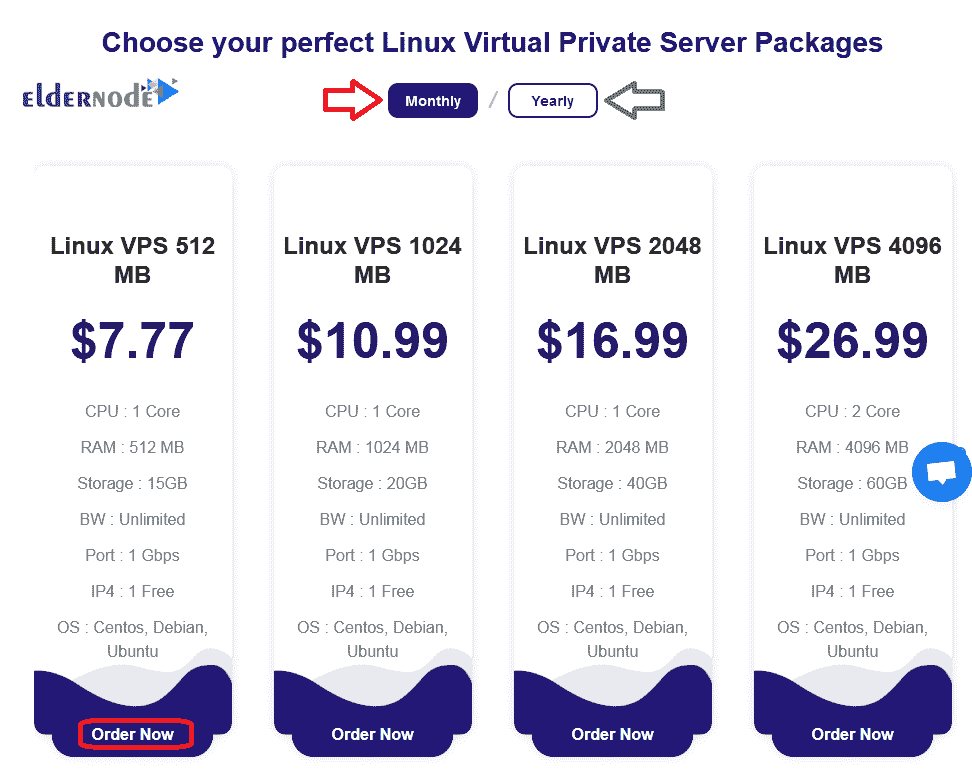 Choose your perfect Linux Virtual Private Server Packages
eldernode
Monthly / Yearly
Linux VPS 512
MB
$7.77
CPU : 1 Core
RAM : 512 MB
Storage : 15GB
BW : Unlimited
Port : 1 Gbps
IP4 : 1 Free
OS : Centos, Debian,
Ubuntu
Order Now
Linux VPS 1024
MB
$10.99
CPU : 1 Core
RAM : 1024 MB
Storage : 20GB
BW : Unlimited
Port : 1 Gbps
IP4 : 1 Free
OS : Centos, Debian,
Ubuntu
Order Now
Linux VPS 2048
MB
$16.99
CPU : 1 Core
RAM : 2048 MB
Storage : 40GB
BW : Unlimited
Port : 1 Gbps
IP4 : 1 Free
OS : Centos, Debian,
Ubuntu
Order Now
Linux VPS 4096
MB
$26.99
CPU : 2 Core
RAM : 4096 MB
Storage : 60GB
BW : Unlimited
Port : 1 Gbps
IP4 : 1 Free
OS : Centos, Debian,
Ubuntu
Order Now